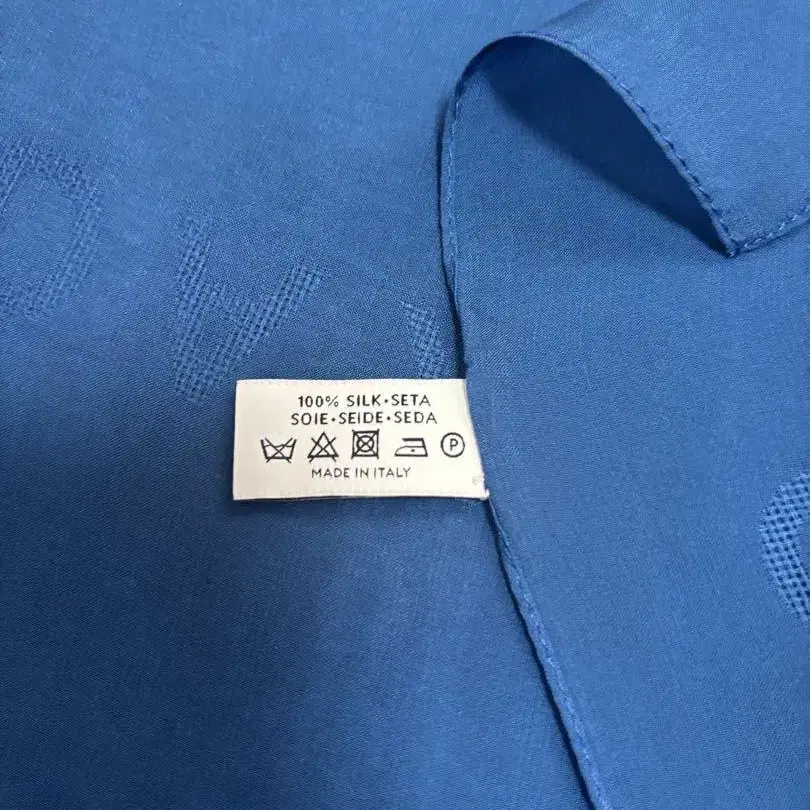 100% SILK•SETA
SOIE•SEIDE•SEDA
P
MADE IN ITALY